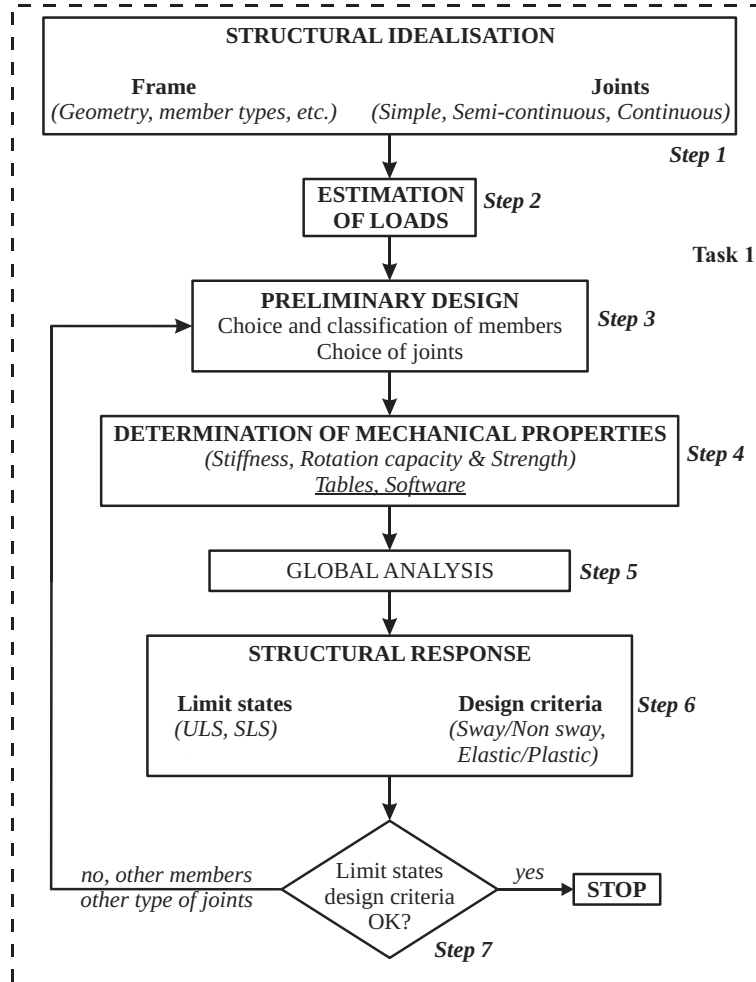 STRUCTURAL IDEALISATION
Frame
(Geometry, member types, etc.)
Joints
(Simple, Semi-continuous, Continuous)
Step 1
ESTIMATION
OF LOADS
Step 2
Task 1
PRELIMINARY DESIGN
Choice and classification of members
Choice of joints
Step 3
DETERMINATION OF MECHANICAL PROPERTIES
(Stiffness, Rotation capacity & Strength)
Tables, Software
Step 4
GLOBAL ANALYSIS
Step 5
STRUCTURAL RESPONSE
Limit states
(ULS, SLS)
Design criteria
(Sway/Non sway,
Elastic/Plastic)
Step 6
no, other members
other type of joints
Limit states
design criteria
OK?
yes
STOP
Step 7